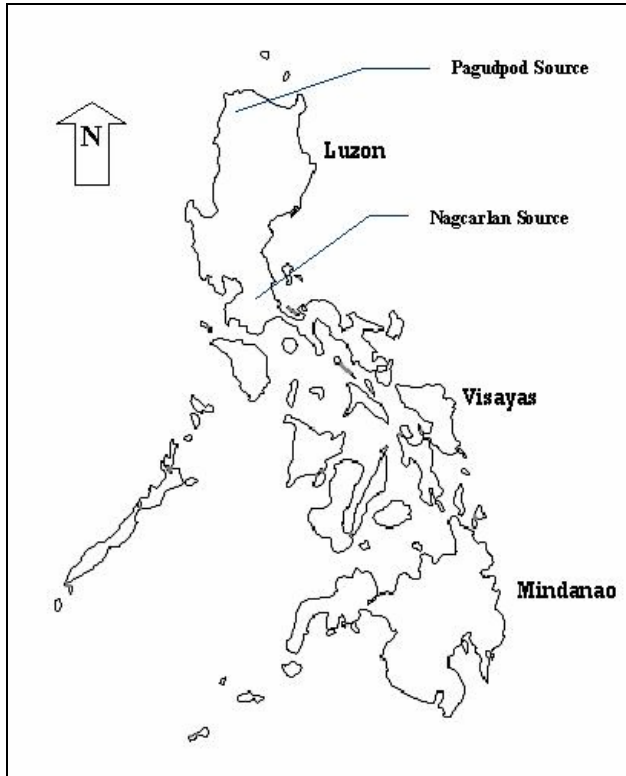 Pagudpod Source
N
Luzon
Nagcarlan Source
Visayas
Mindanao